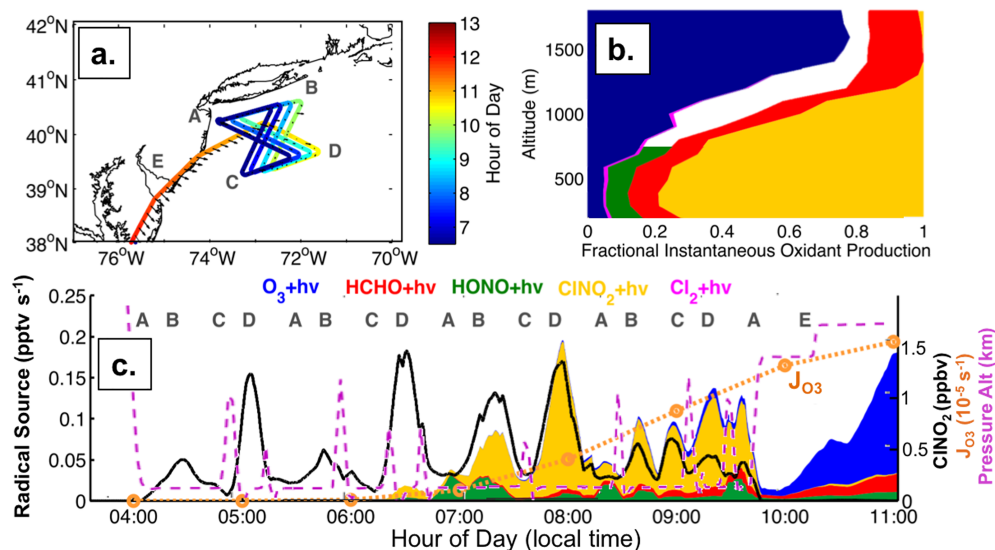 42°N
41°N
40°N
39°N
38°N
76°W
74°W
72°W
70°W
a.
A
B
C
D
E
13
12
11
10
9
8
7
Hour of Day
b.
Altitude (m)
1500
1000
500
0
0.2
0.4
0.6
0.8
1
Fractional Instantaneous Oxidant Production
O3+hv
HCHO+hv
HONO+hv
ClNO2+hv
Cl2+hv
c.
A B C D A B C D A B C D A B C D A E
Radical Source (pptv s-1)
0.25
0.2
0.15
0.1
0.05
0
JO3
1.5
1
0.5
0
ClNO2 (ppbv)
JO3 (10-5 s-1)
Pressure Alt (km)
04:00 05:00 06:00 07:00 08:00 09:00 10:00 11:00
Hour of Day (local time)